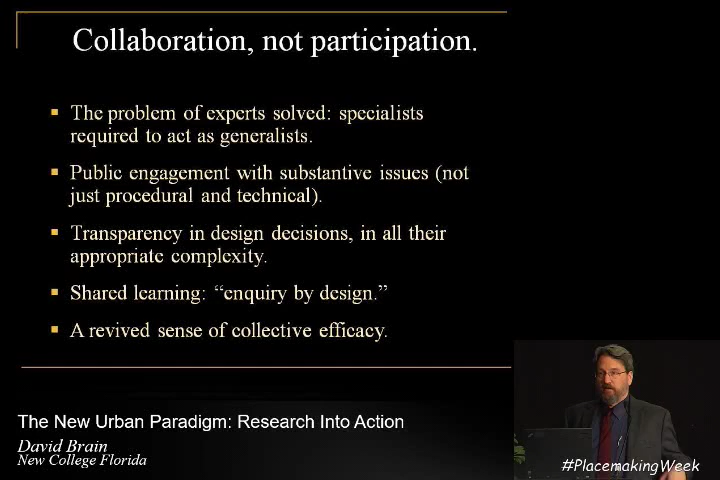 Collaboration, not participation.
The problem of experts solved: specialists
required to act as generalists.
Public engagement with substantive issues (not
just procedural and technical).
Transparency in design decisions, in all their
appropriate complexity.
Shared learning: “enquiry by design.”
A revived sense of collective efficacy.
The New Urban Paradigm: Research Into Action
David Brain
New College Florida
#PlacemakingWeek